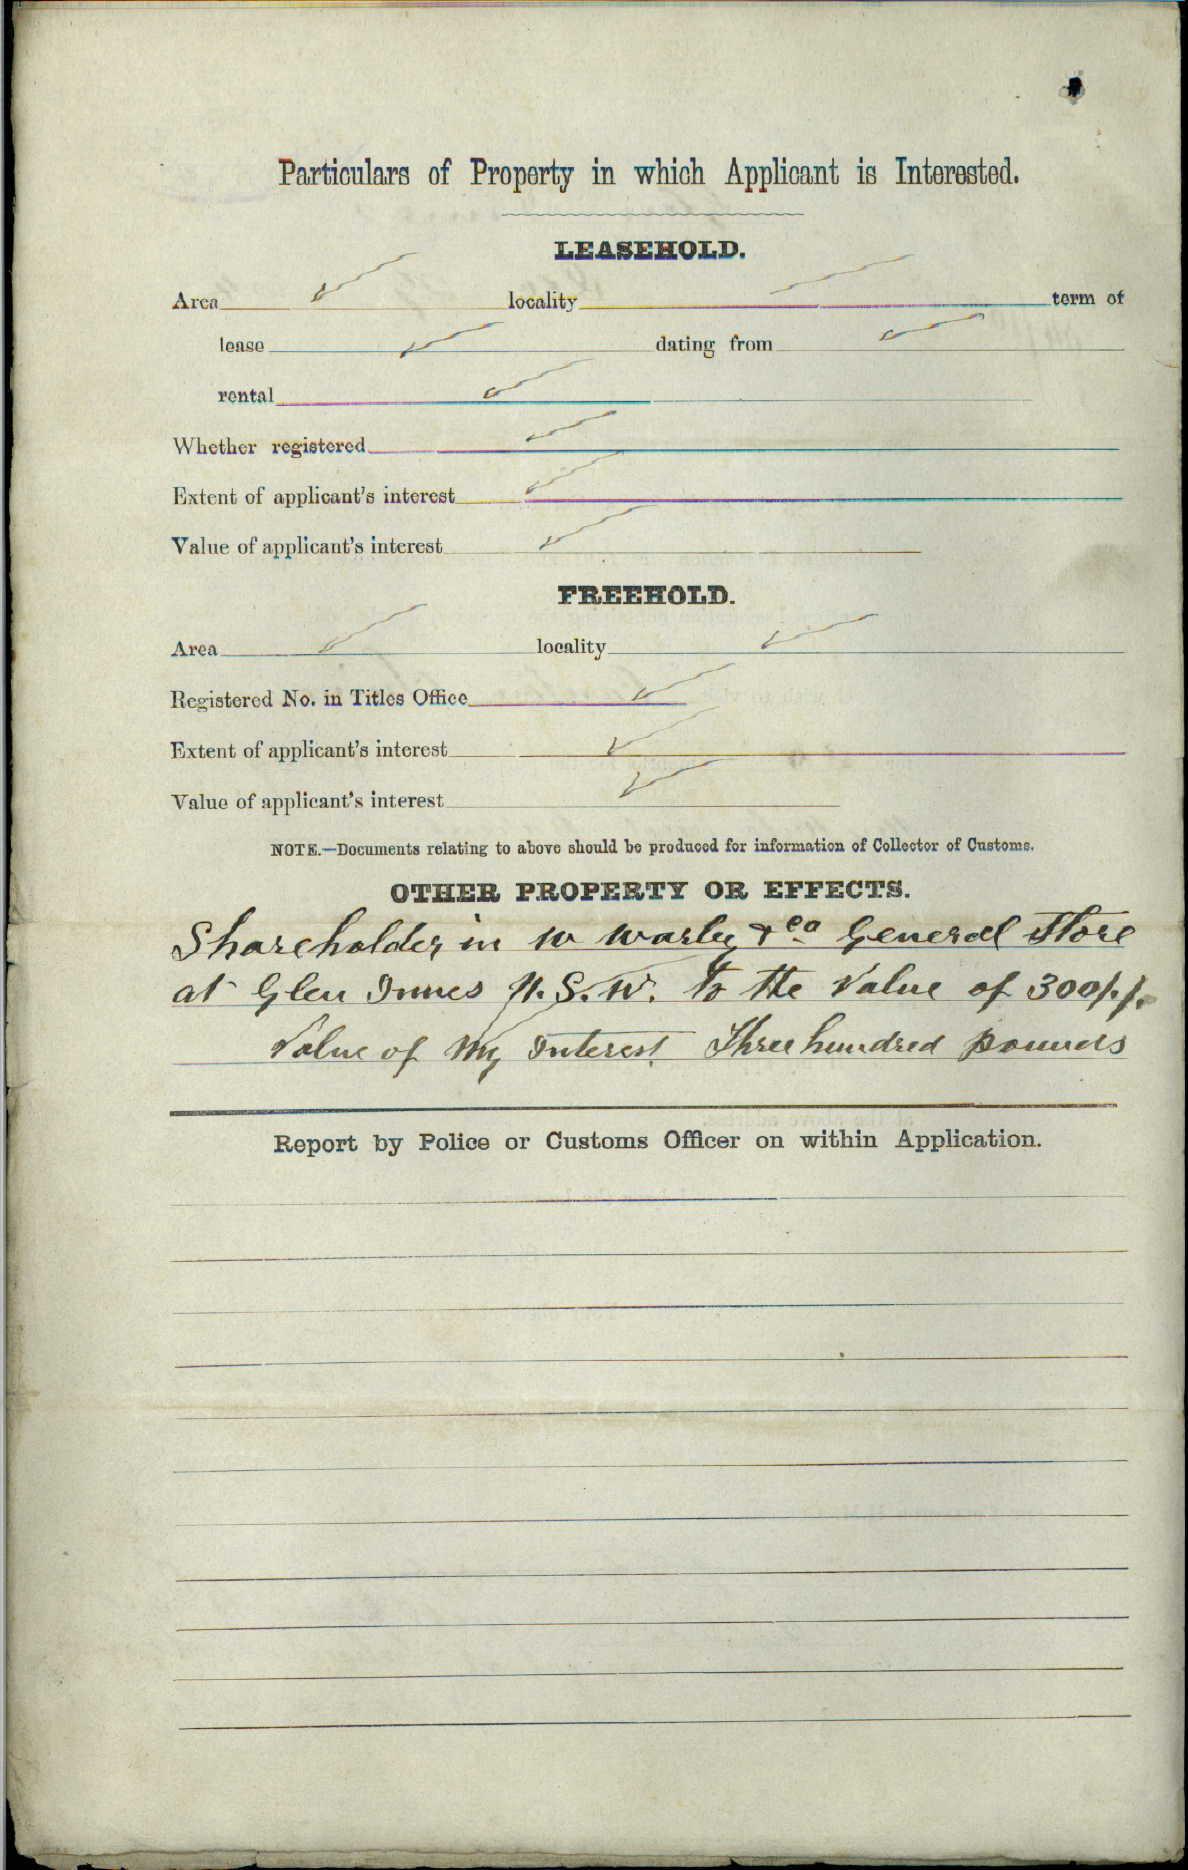 Particulars of Property in which Applicant is Interested.
LEASEHOLD.
Area locality term of
lease dating from
rental
Whether registered
Extent of applicant's interest
Value of applicant's interest
FREEHOLD.
Area locality
Registered No. in Titles Office
Extent of applicant's interest
Value of applicant's interest
NOTE.—Documents relating to above should be produced for information of Collector of Customs.
OTHER PROPERTY OR EFFECTS.
Shareholder in W Warley & Co General Store
at Glen Innes N.S.W. To the Value of 300/./.
Value of My Interest Three hundred pounds
Report by Police or Customs Officer on within Application.